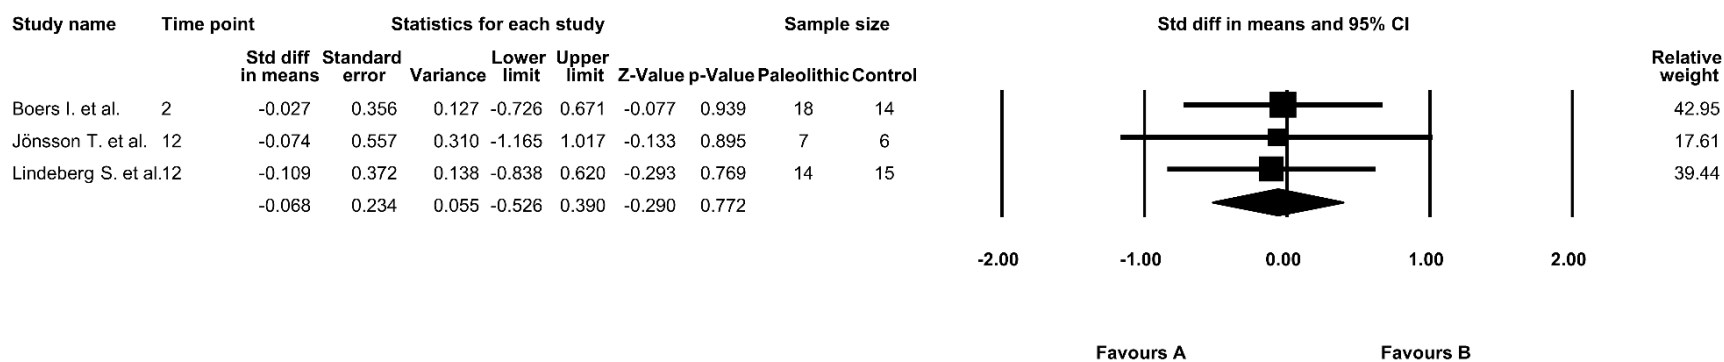 Study name Time point Statistics for each study Sample size Std diff in means and 95% CI
Std diff in means Standard error Variance Lower limit Upper limit Z-Value p-Value Paleolithic Control Relative weight
Boers I. et al. 2 -0.027 0.356 0.127 -0.726 0.671 -0.077 0.939 18 14 42.95
Jönsson T. et al. 12 -0.074 0.557 0.310 -1.165 1.017 -0.133 0.895 7 6 17.61
Lindeberg S. et al.12 -0.109 0.372 0.138 -0.838 0.620 -0.293 0.769 14 15 39.44
-0.068 0.234 0.055 -0.526 0.390 -0.290 0.772
-2.00 -1.00 0.00 1.00 2.00
Favours A Favours B